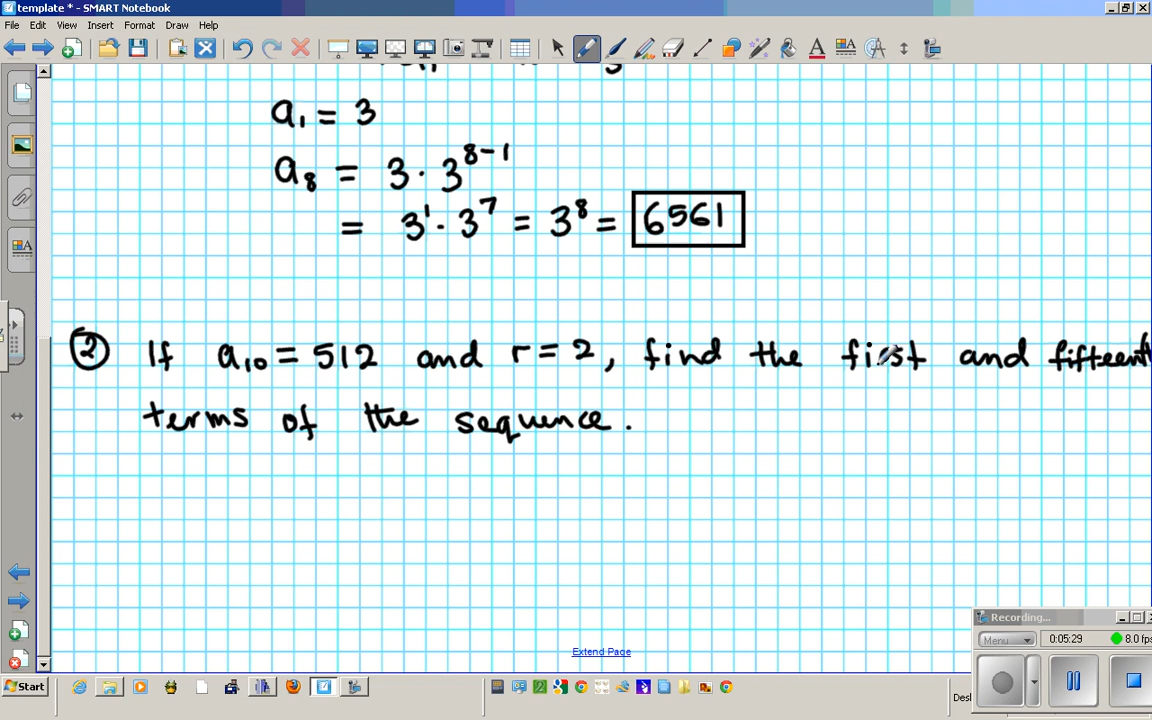 template * - SMART Notebook
File Edit View Insert Format Draw Help
a₁ = 3
a₈ = 3 · 3⁸⁻¹
= 3¹ · 3⁷ = 3⁸ = 6561
② If a₁₀ = 512 and r = 2, find the first and fifteenth
terms of the sequence.
Extend Page
Recording...
Menu 0:05:29 8.0 fps
Start